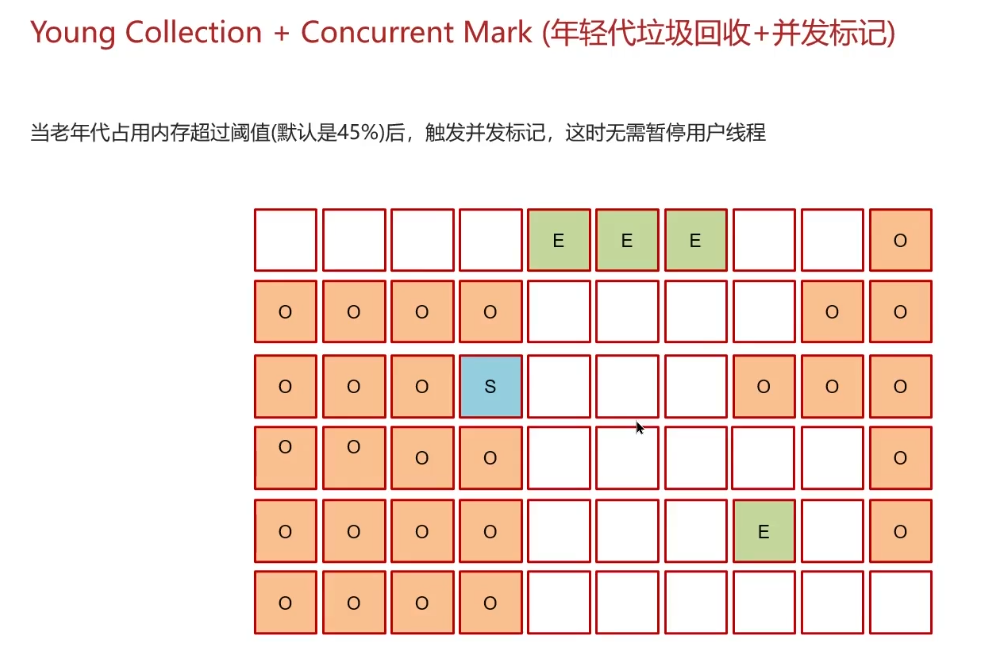 Young Collection + Concurrent Mark (年轻代垃圾回收+并发标记)
当老年代占用内存超过阈值(默认是45%)后，触发并发标记，这时无需暂停用户线程
E E E O
O O O O O O
O O O S O O O
O O O O O
O O O O E O
O O O O